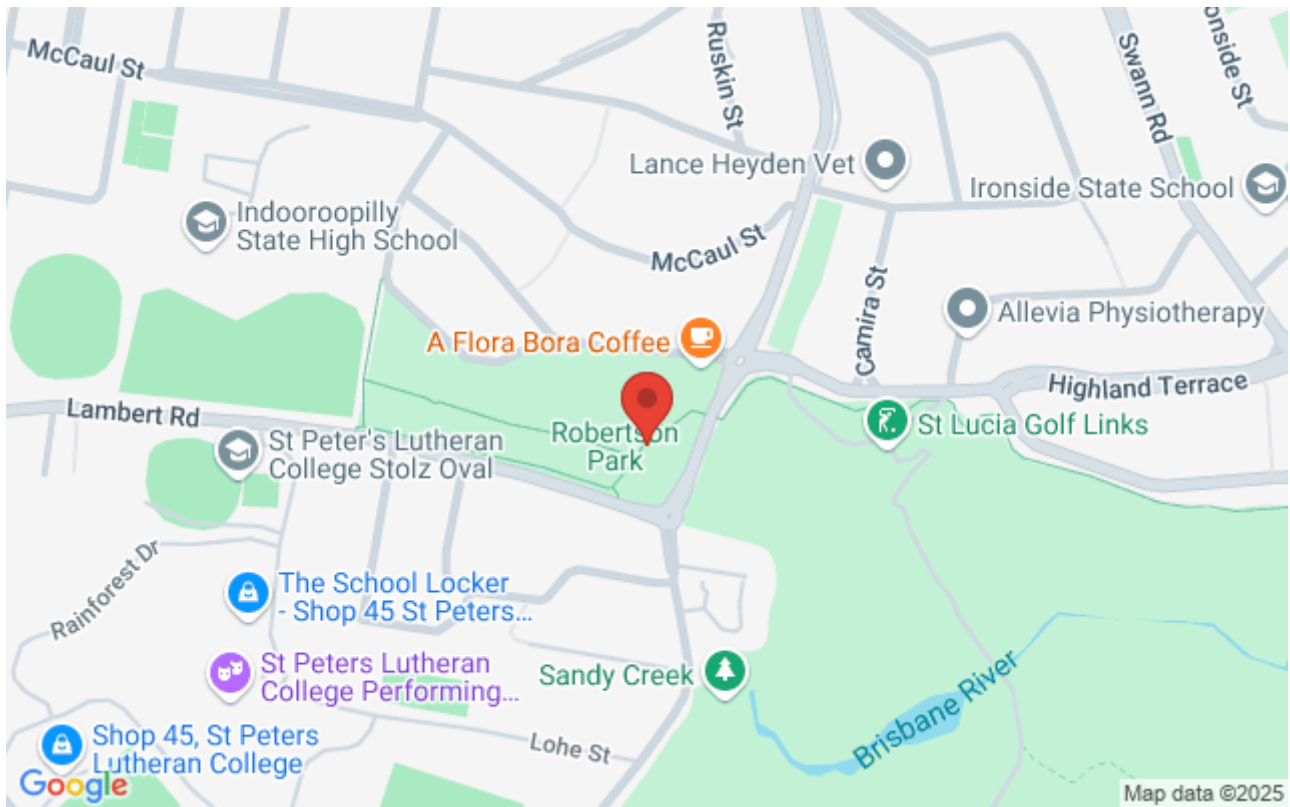 McCaul St
Ruskin St
Swann Rd
onside St
Lance Heyden Vet
Ironside State School
Indooroopilly
State High School
McCaul St
Camira St
Allevia Physiotherapy
A Flora Bora Coffee
Highland Terrace
Lambert Rd
Robertson
Park
St Lucia Golf Links
St Peter's Lutheran
College Stolz Oval
Rainforest Dr
The School Locker
- Shop 45 St Peters...
St Peters Lutheran
College Performing...
Sandy Creek
Brisbane River
Lohe St
Shop 45, St Peters
Lutheran College
Google
Map data ©2025